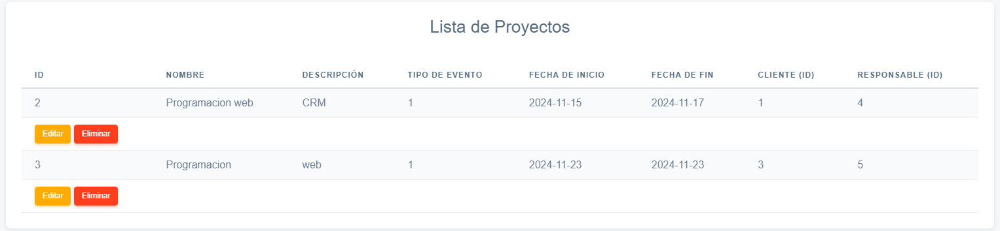 Lista de Proyectos
ID NOMBRE DESCRIPCIÓN TIPO DE EVENTO FECHA DE INICIO FECHA DE FIN CLIENTE (ID) RESPONSABLE (ID)
2 Programacion web CRM 1 2024-11-15 2024-11-17 1 4
Editar Eliminar
3 Programacion web 1 2024-11-23 2024-11-23 3 5
Editar Eliminar